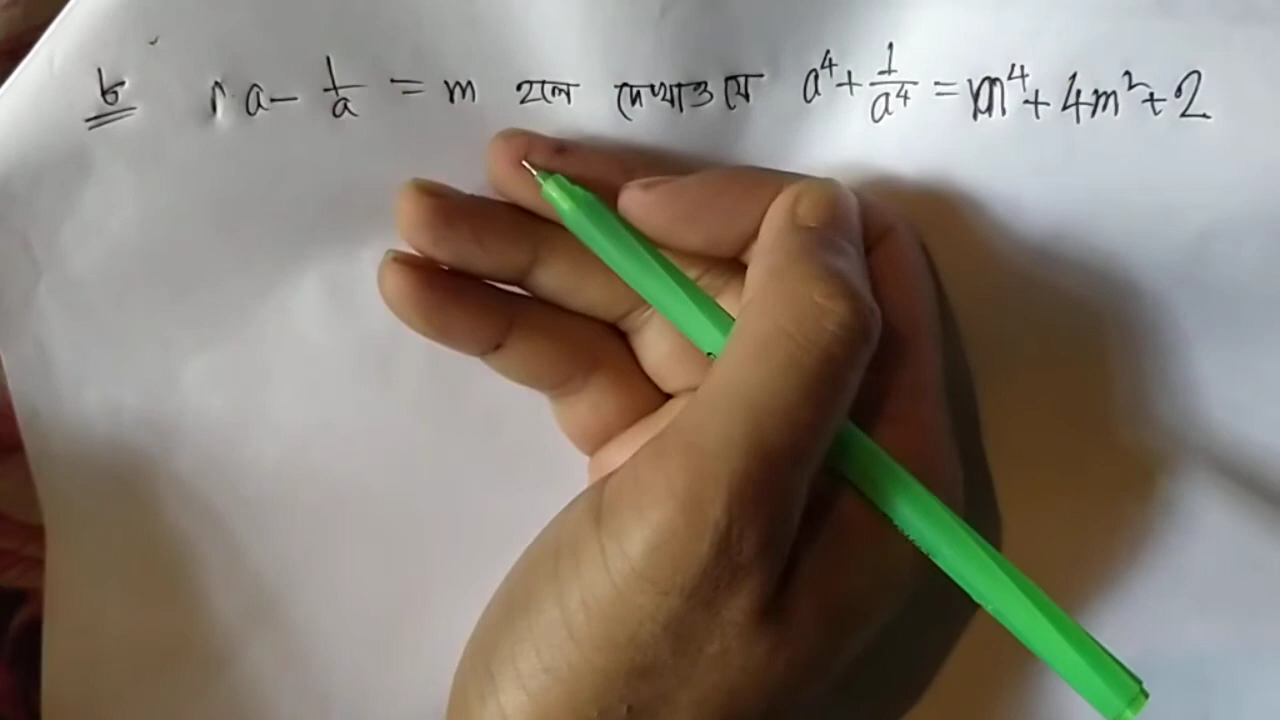 ৮ a - 1/a = m হলে দেখাও যে a⁴ + 1/a⁴ = m⁴ + 4m² + 2